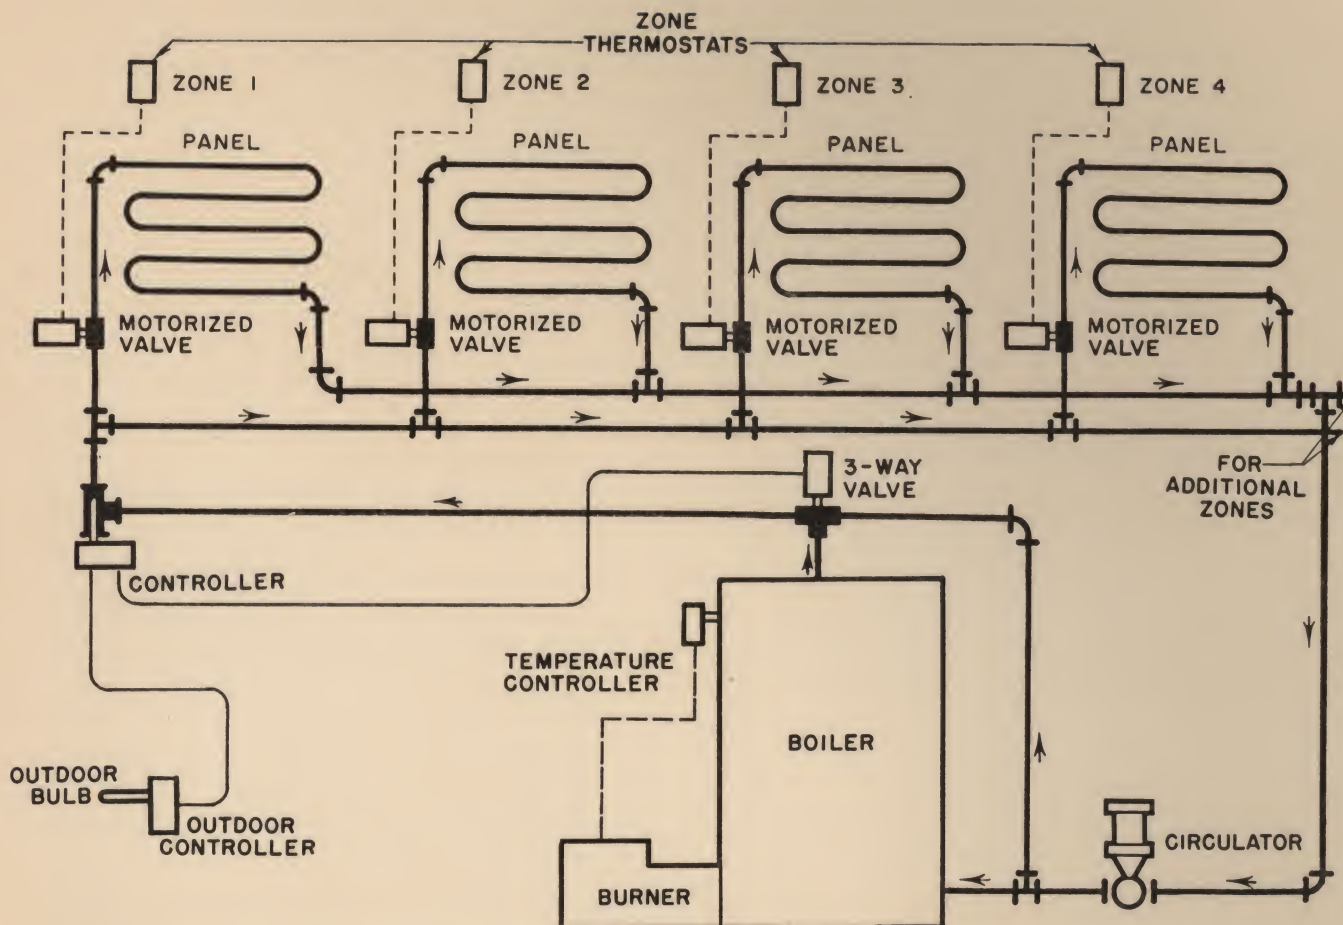 ZONE
THERMOSTATS
ZONE 1
ZONE 2
ZONE 3
ZONE 4
PANEL
PANEL
PANEL
PANEL
MOTORIZED
VALVE
MOTORIZED
VALVE
MOTORIZED
VALVE
MOTORIZED
VALVE
3-WAY
VALVE
FOR
ADDITIONAL
ZONES
CONTROLLER
TEMPERATURE
CONTROLLER
BOILER
OUTDOOR
BULB
OUTDOOR
CONTROLLER
CIRCULATOR
BURNER